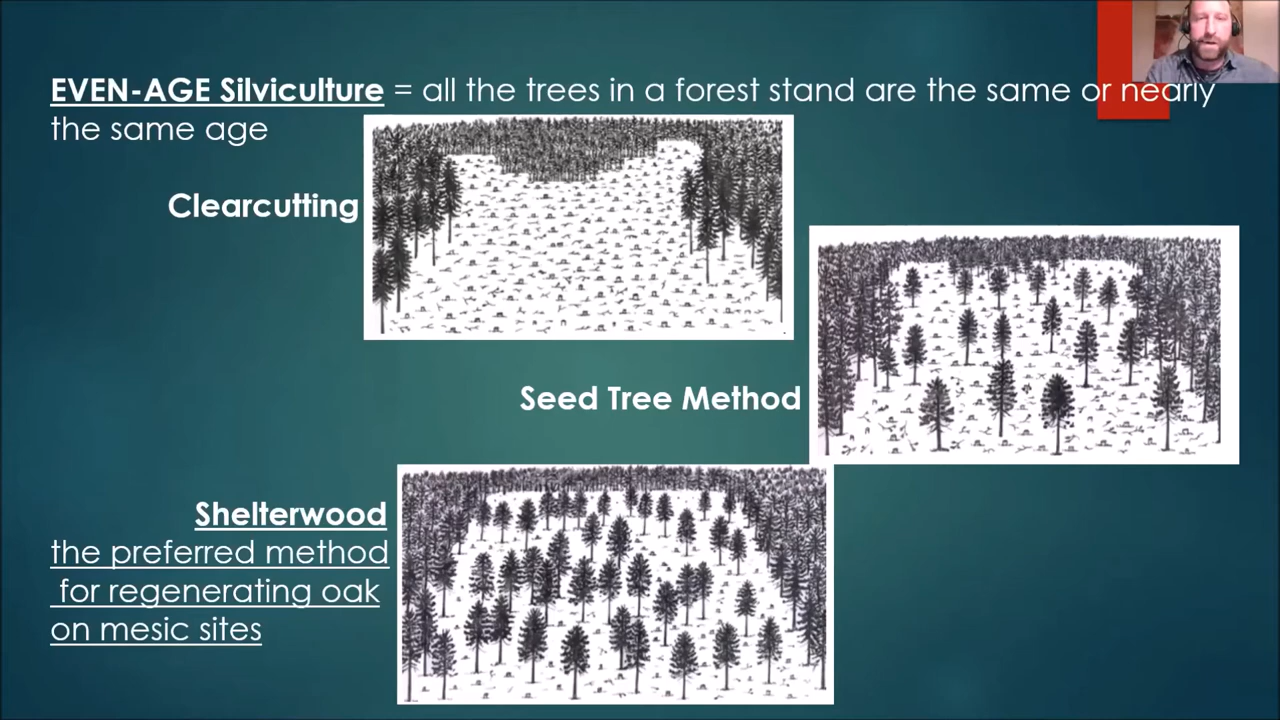 EVEN-AGE Silviculture = all the trees in a forest stand are the same or nearly
the same age
Clearcutting
Seed Tree Method
Shelterwood
the preferred method
for regenerating oak
on mesic sites